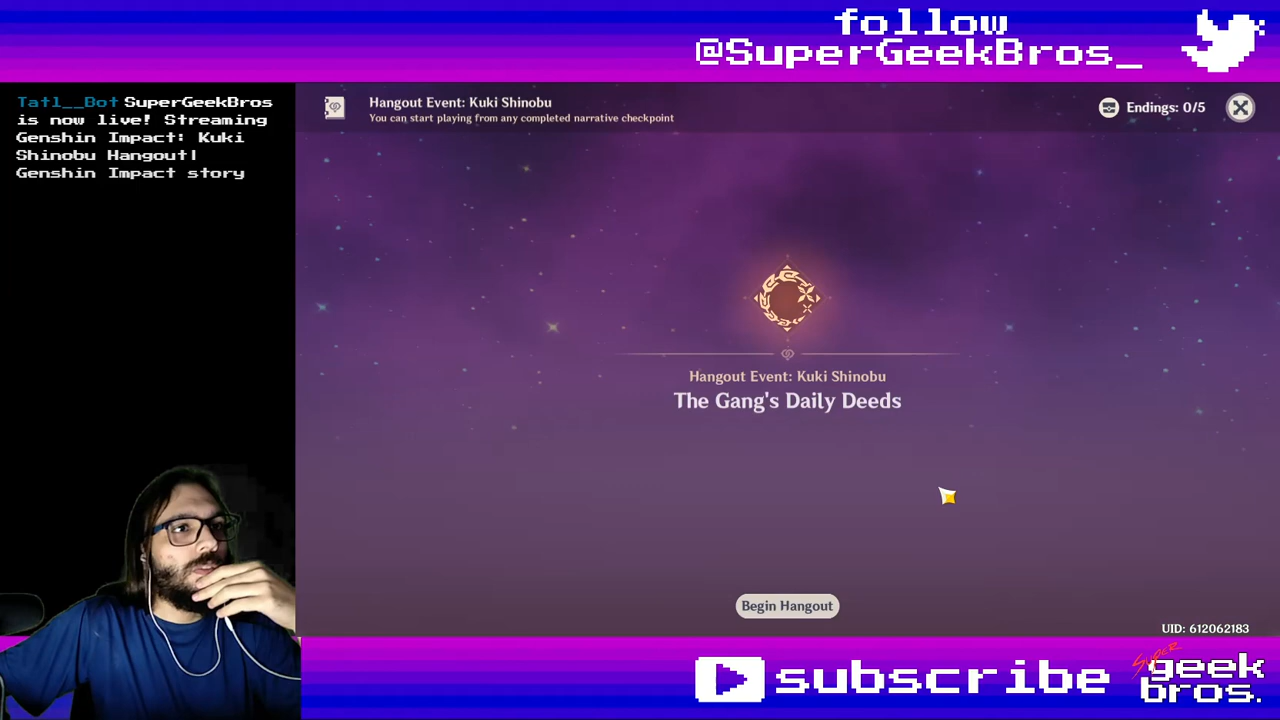 follow
@SuperGeekBros_
Tatl__Bot SuperGeekBros
is now live! Streaming
Genshin Impact: Kuki
Shinobu Hangout!
Genshin Impact story
Hangout Event: Kuki Shinobu
You can start playing from any completed narrative checkpoint
Endings: 0/5
Hangout Event: Kuki Shinobu
The Gang's Daily Deeds
Begin Hangout
UID: 612062183
subscribe
SUPER
geek
bros.